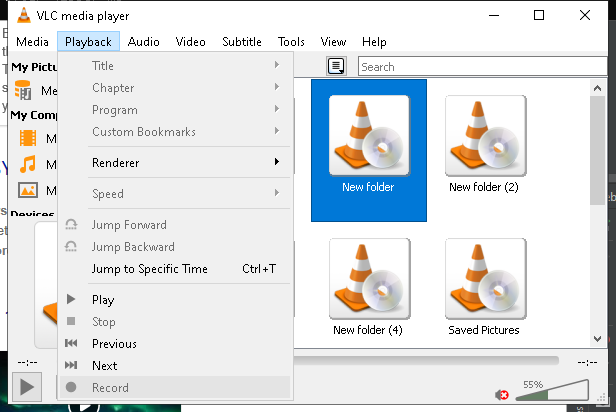 VLC media player
Media Playback Audio Video Subtitle Tools View Help
My Pictu
Search
Me
My Comp
M
M
M
Devices
Title
Chapter
Program
Custom Bookmarks
Renderer
Speed
Jump Forward
Jump Backward
Jump to Specific Time Ctrl+T
Play
Stop
Previous
Next
Record
New folder
New folder (2)
New folder (4)
Saved Pictures
--:--
--:--
55%